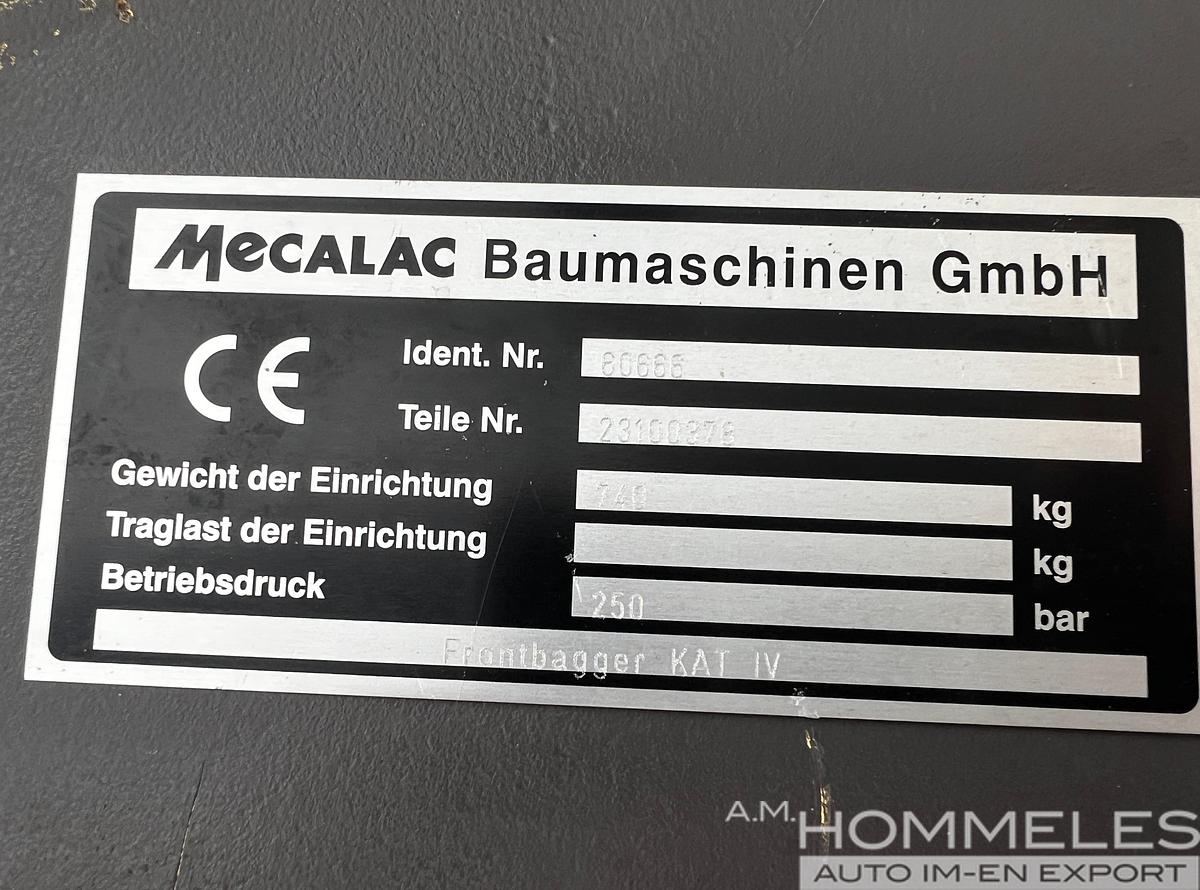 MECALAC Baumaschinen GmbH
CE
Ident. Nr. 80686
Teile Nr. 23100378
Gewicht der Einrichtung 740 kg
Traglast der Einrichtung kg
Betriebsdruck 250 bar
Frontbagger KAT IV
A.M. HOMMELES
AUTO IM-EN EXPORT